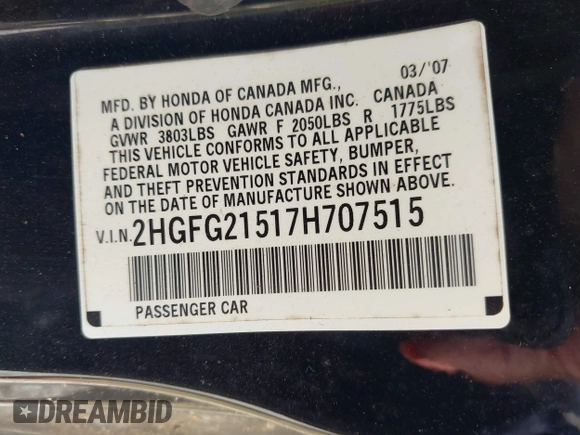 03/'07
MFD. BY HONDA OF CANADA MFG.,
A DIVISION OF HONDA CANADA INC. CANADA
GVWR 3803LBS GAWR F 2050LBS R 1775LBS
THIS VEHICLE CONFORMS TO ALL APPLICABLE
FEDERAL MOTOR VEHICLE SAFETY, BUMPER,
AND THEFT PREVENTION STANDARDS IN EFFECT
ON THE DATE OF MANUFACTURE SHOWN ABOVE.
V.I.N. 2HGFG21517H707515
PASSENGER CAR
DREAMBID